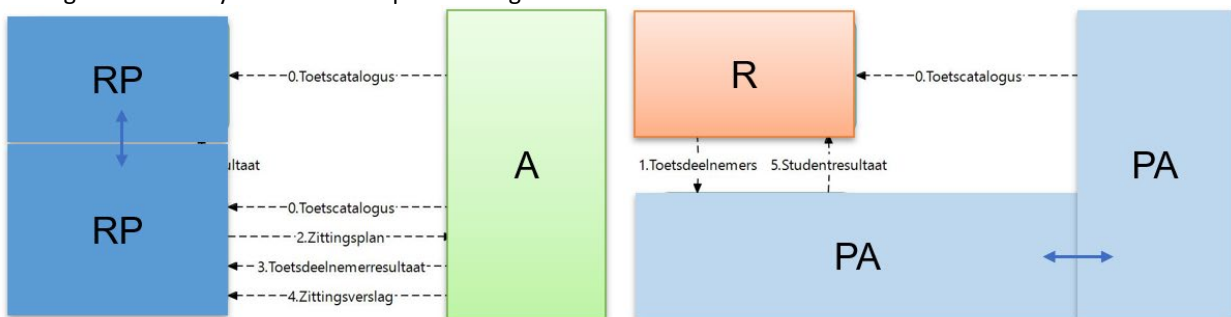 RP
0.Toetscatalogus
RP
ultaat
0.Toetscatalogus
2.Zittingsplan
3.Toetsdeelnemerresultaat
4.Zittingsverslag
A
R
0.Toetscatalogus
1.Toetsdeelnemers
5.Studentresultaat
PA
PA